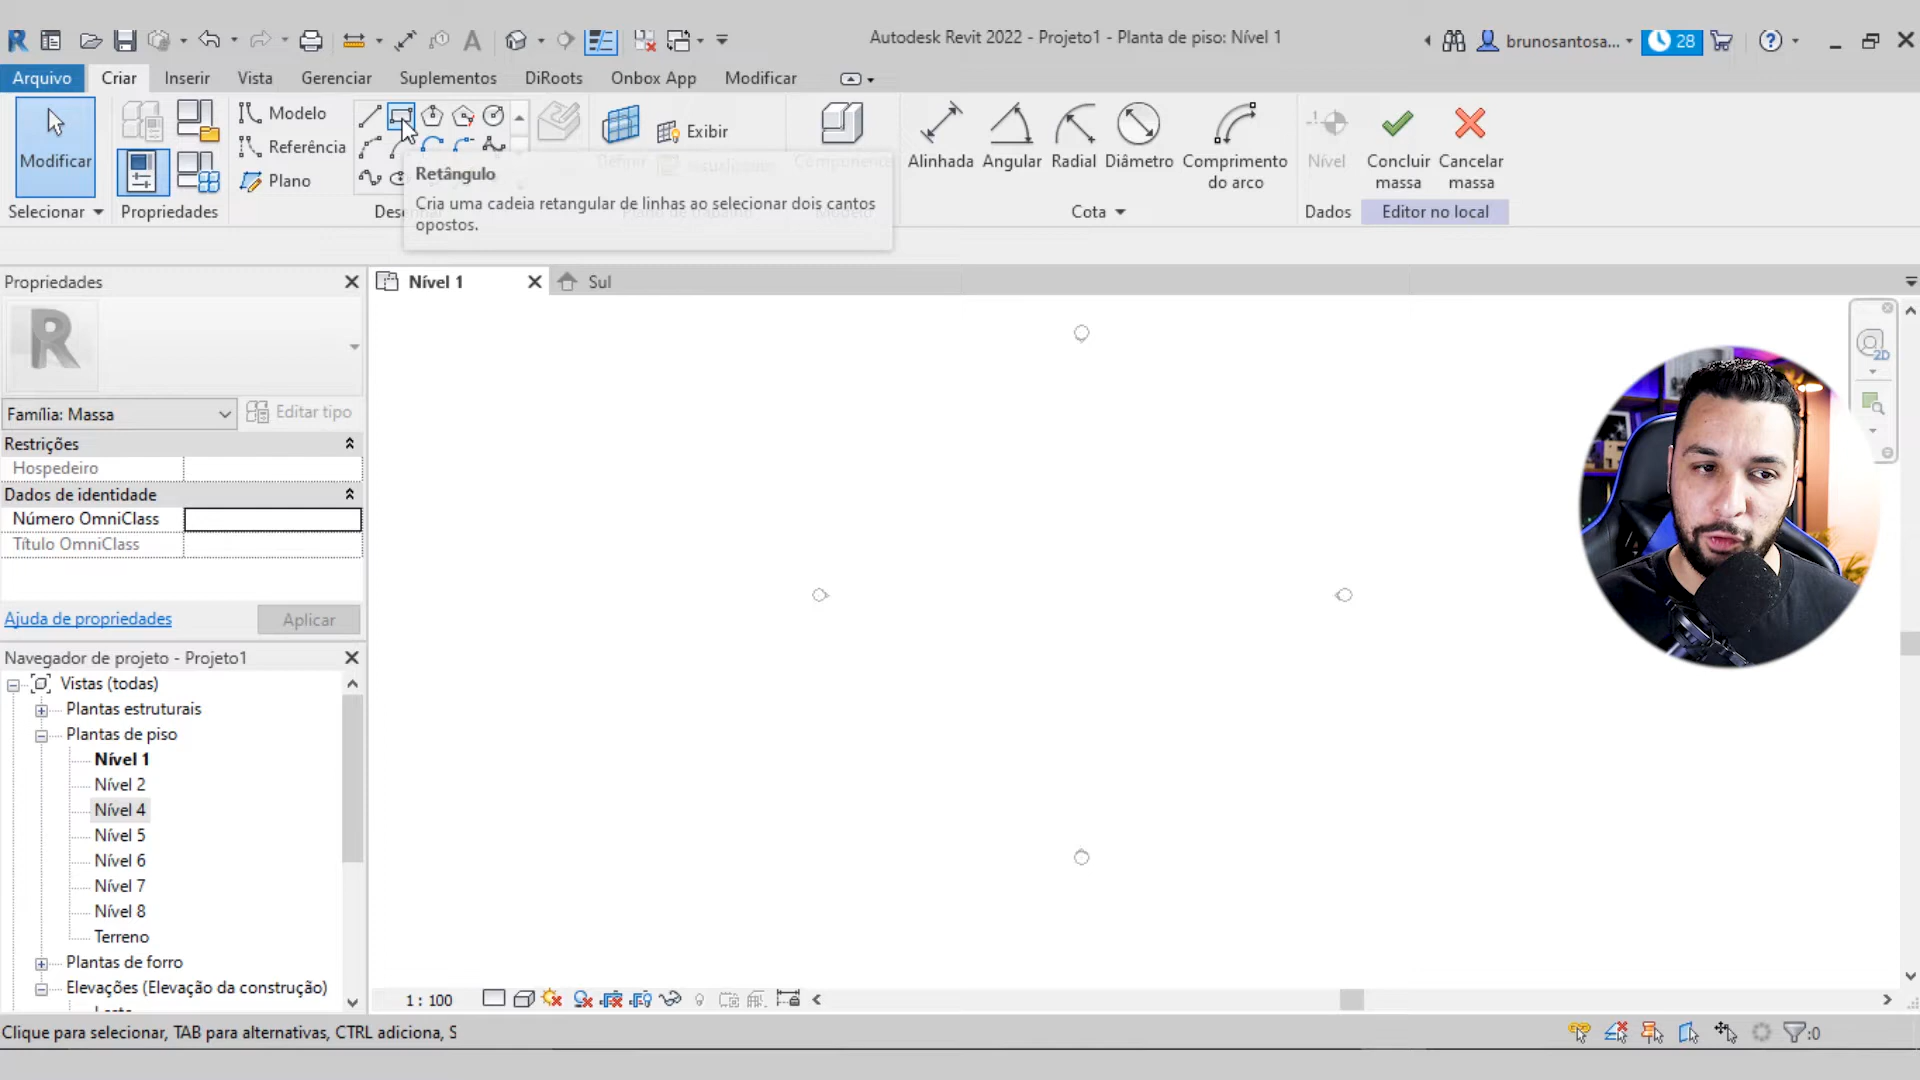 Autodesk Revit 2022 - Projeto1 - Planta de piso: Nível 1
brunosantosa...
28
Arquivo
Criar
Inserir
Vista
Gerenciar
Suplementos
DiRoots
Onbox App
Modificar
Modificar
Selecionar
Propriedades
Modelo
Referência
Plano
Exibir
Alinhada
Angular
Radial
Diâmetro
Comprimento
do arco
Cota
Nível
Dados
Concluir
massa
Cancelar
massa
Editor no local
Retângulo
Cria uma cadeia retangular de linhas ao selecionar dois cantos
opostos.
Propriedades
R
Família: Massa
Editar tipo
Restrições
Hospedeiro
Dados de identidade
Número OmniClass
Título OmniClass
Ajuda de propriedades
Aplicar
Navegador de projeto - Projeto1
Vistas (todas)
Plantas estruturais
Plantas de piso
Nível 1
Nível 2
Nível 4
Nível 5
Nível 6
Nível 7
Nível 8
Terreno
Plantas de forro
Elevações (Elevação da construção)
Nível 1
Sul
2D
1 : 100
Clique para selecionar, TAB para alternativas, CTRL adiciona, S
:0